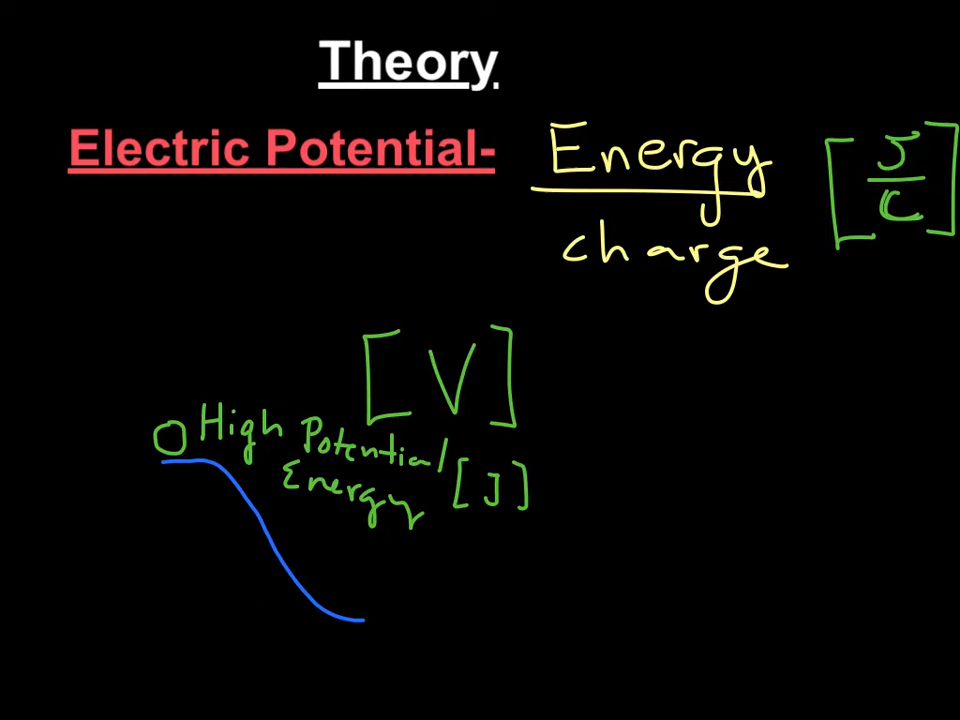 Theory
Electric Potential- Energy [J
charge C]
[V]
High Potential
Energy [J]